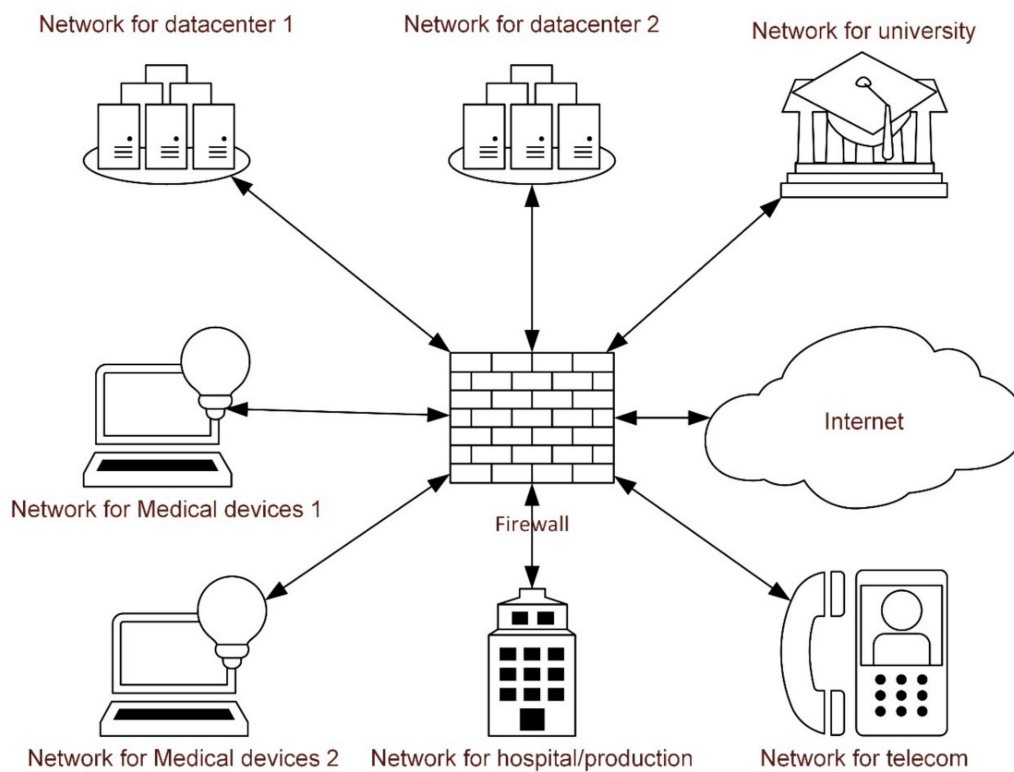 Network for datacenter 1
Network for datacenter 2
Network for university
Internet
Network for Medical devices 1
Firewall
Network for Medical devices 2
Network for hospital/production
Network for telecom